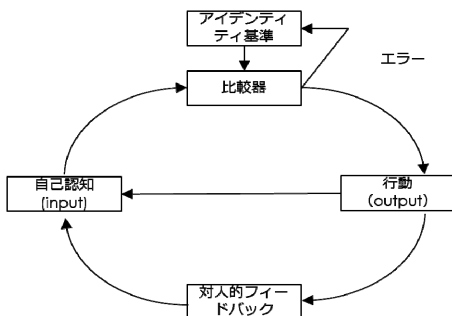 アイデンティ
ティ基準
エラー
比較器
自己認知
(input)
行動
(output)
対人的フィー
ドバック